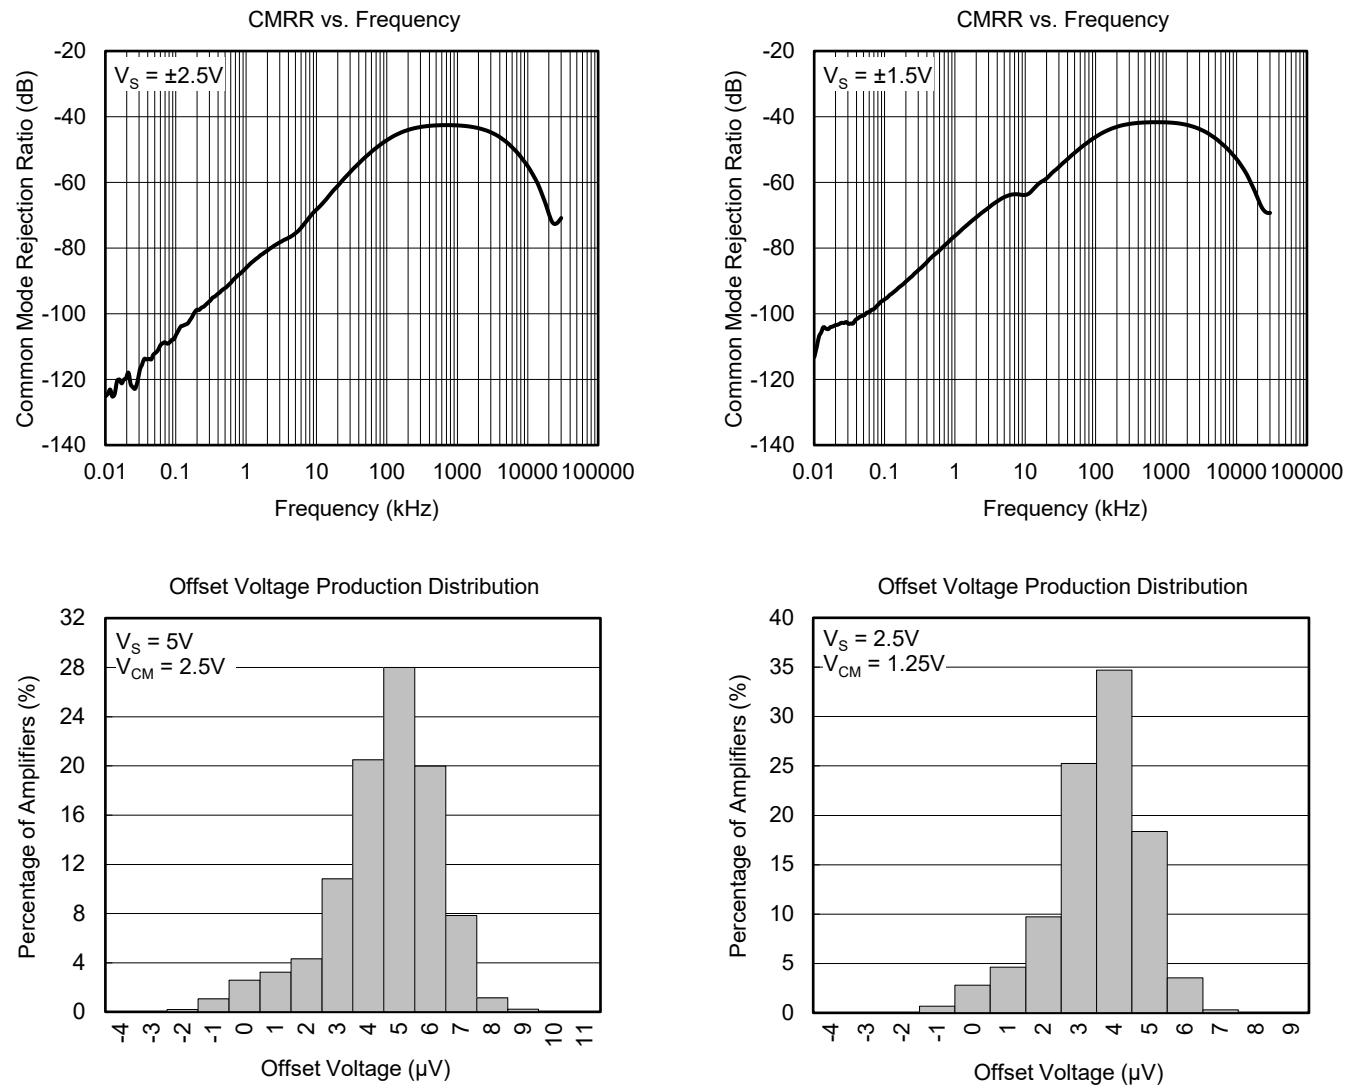 CMRR vs. Frequency
Common Mode Rejection Ratio (dB)
-20
-40
-60
-80
-100
-120
-140
V_S = ±2.5V
0.01 0.1 1 10 100 1000 10000 100000
Frequency (kHz)
CMRR vs. Frequency
Common Mode Rejection Ratio (dB)
-20
-40
-60
-80
-100
-120
-140
V_S = ±1.5V
0.01 0.1 1 10 100 1000 10000 100000
Frequency (kHz)
Offset Voltage Production Distribution
Percentage of Amplifiers (%)
32
28
24
20
16
12
8
4
0
V_S = 5V
V_CM = 2.5V
-4 -3 -2 -1 0 1 2 3 4 5 6 7 8 9 10 11
Offset Voltage (µV)
Offset Voltage Production Distribution
Percentage of Amplifiers (%)
40
35
30
25
20
15
10
5
0
V_S = 2.5V
V_CM = 1.25V
-4 -3 -2 -1 0 1 2 3 4 5 6 7 8 9
Offset Voltage (µV)